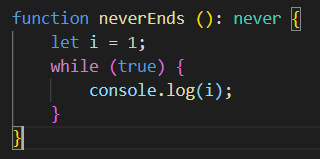 function neverEnds (): never {
    let i = 1;
    while (true) {
        console.log(i);
    }
}